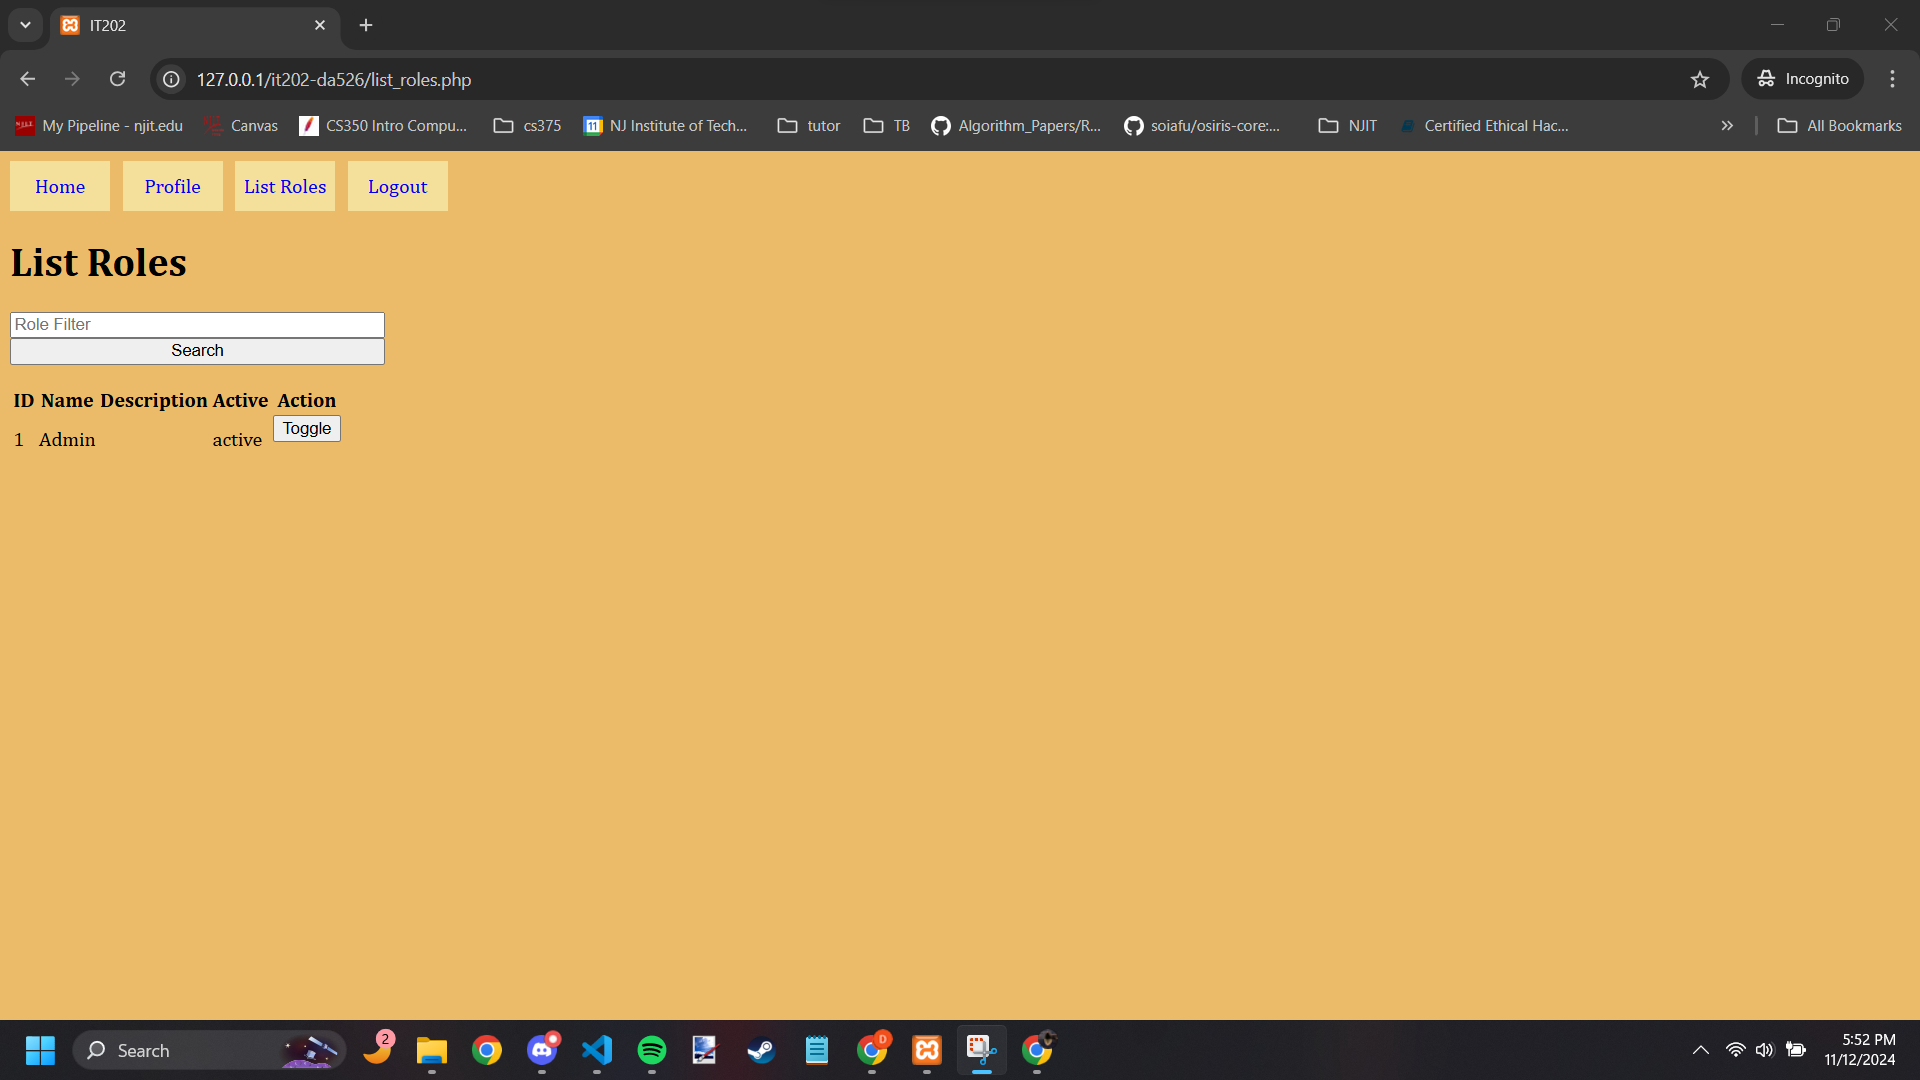 IT202
127.0.0.1/it202-da526/list_roles.php
Incognito
My Pipeline - njit.edu
Canvas
CS350 Intro Compu...
cs375
NJ Institute of Tech...
tutor
TB
Algorithm_Papers/R...
soiafu/osiris-core:...
NJIT
Certified Ethical Hac...
All Bookmarks
Home Profile List Roles Logout
List Roles
Role Filter
Search
ID Name Description Active Action
1 Admin active Toggle
Search
2
D
5:52 PM
11/12/2024